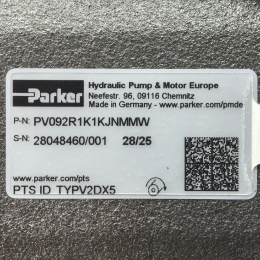 Parker
Hydraulic Pump & Motor Europe
Neefestr. 96, 09116 Chemnitz
Made in Germany - www.parker.com/pmde
P-N: PV092R1K1KJNMMW
S-N: 28048460/001 28/25
www.parker.com/pts
PTS ID TYPV2DX5